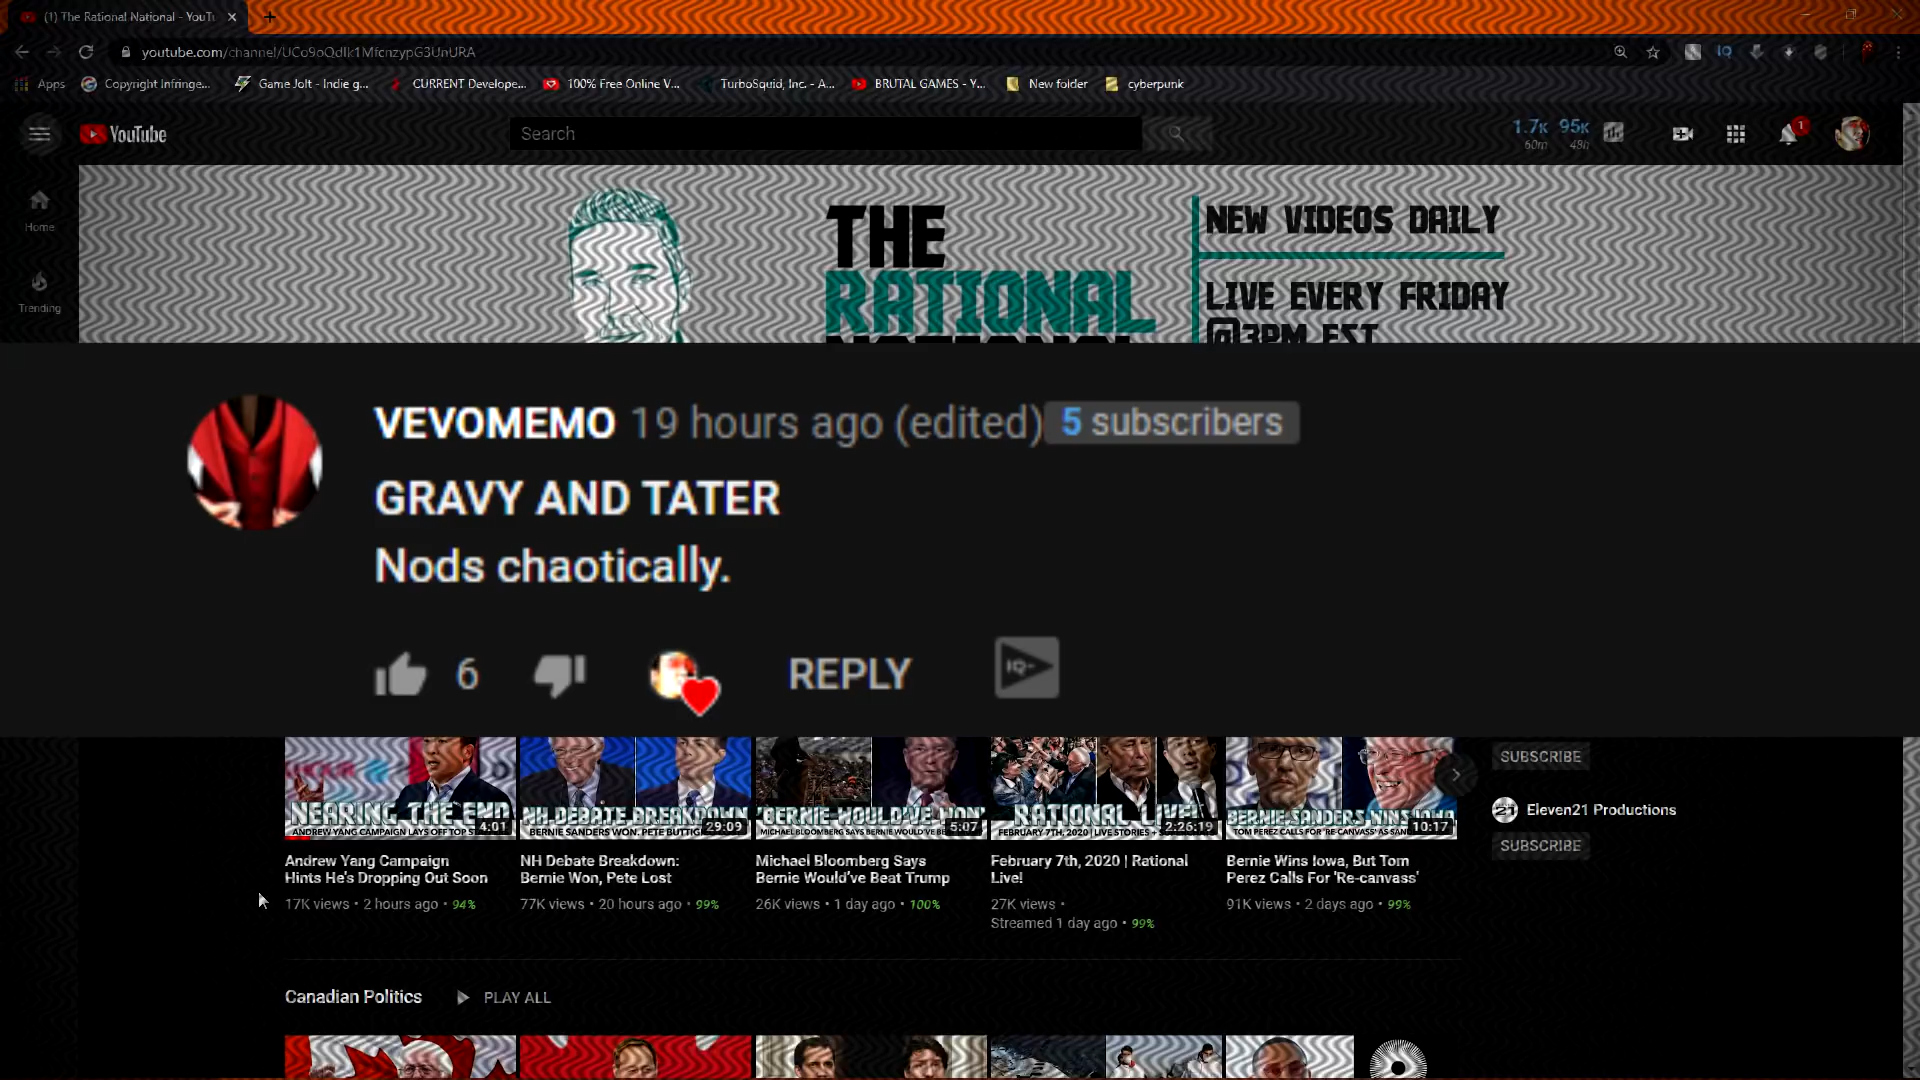 (1) The Rational National - YouTu
youtube.com/channel/UCo9oQdIk1MfcnzypG3UnURA
Apps
Copyright Infringe...
Game Jolt - Indie g...
CURRENT Develope...
100% Free Online V...
TurboSquid, Inc. - A...
BRUTAL GAMES - Y...
New folder
cyberpunk
YouTube
Search
1.7K 95K
60m 48h
1
Home
Trending
THE
RATIONAL
NEW VIDEOS DAILY
LIVE EVERY FRIDAY
@3PM EST
VEVOMEMO 19 hours ago (edited) 5 subscribers
GRAVY AND TATER
Nods chaotically.
6
REPLY
IQ
NEARING THE END
ANDREW YANG CAMPAIGN LAYS OFF TOP
4:01
NH DEBATE BREAKDOWN
BERNIE SANDERS WON. PETE
29:09
BERNIE WOULD'VE WON
MICHAEL BLOOMBERG SAYS BERNIE WOULD'VE
5:07
RATIONAL LIVE!
FEBRUARY 7TH, 2020 | LIVE STORIES +
2:26:19
BERNIE SANDERS WINS IOWA
TOM PEREZ CALLS FOR 'RE-CANVASS' AS
10:17
Andrew Yang Campaign
Hints He's Dropping Out Soon
17K views • 2 hours ago • 94%
NH Debate Breakdown:
Bernie Won, Pete Lost
77K views • 20 hours ago • 99%
Michael Bloomberg Says
Bernie Would've Beat Trump
26K views • 1 day ago • 100%
February 7th, 2020 | Rational
Live!
27K views •
Streamed 1 day ago • 99%
Bernie Wins Iowa, But Tom
Perez Calls For 'Re-canvass'
91K views • 2 days ago • 99%
SUBSCRIBE
21
Eleven21 Productions
SUBSCRIBE
Canadian Politics
PLAY ALL